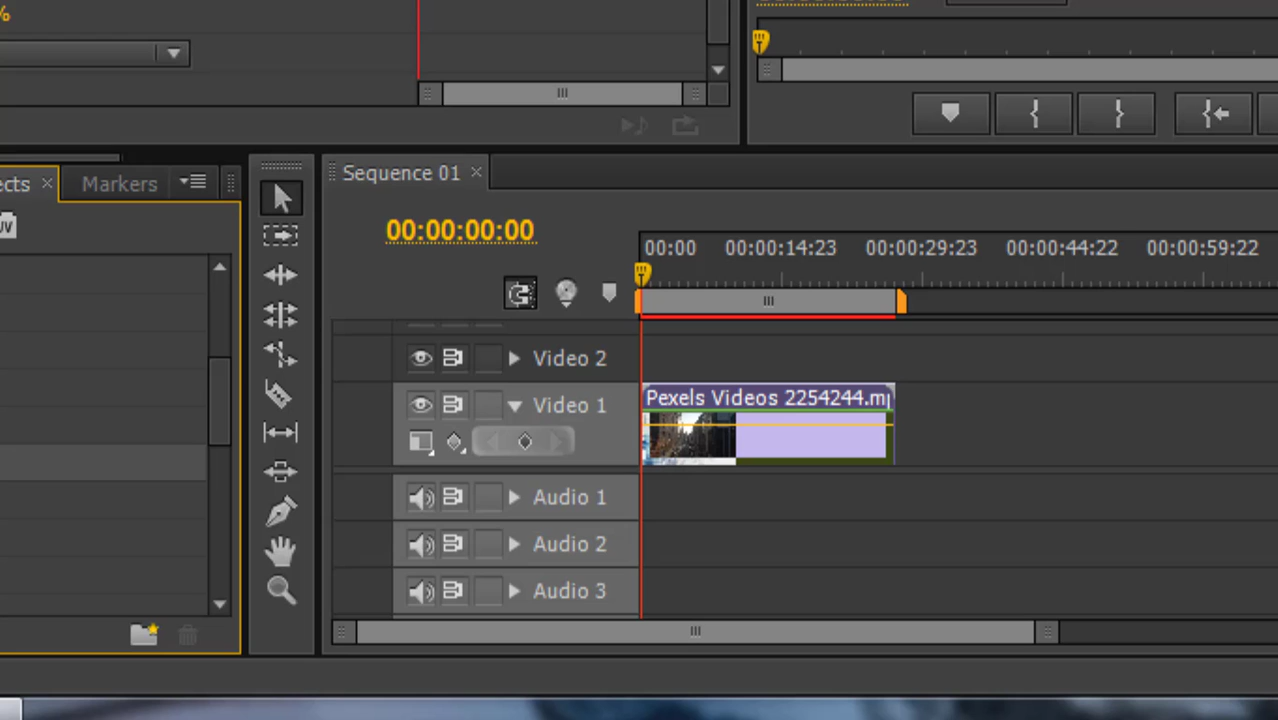 %
ects × Markers
Sequence 01 ×
00:00:00:00
00:00 00:00:14:23 00:00:29:23 00:00:44:22 00:00:59:22
Video 2
Video 1
Pexels Videos 2254244.m
Audio 1
Audio 2
Audio 3